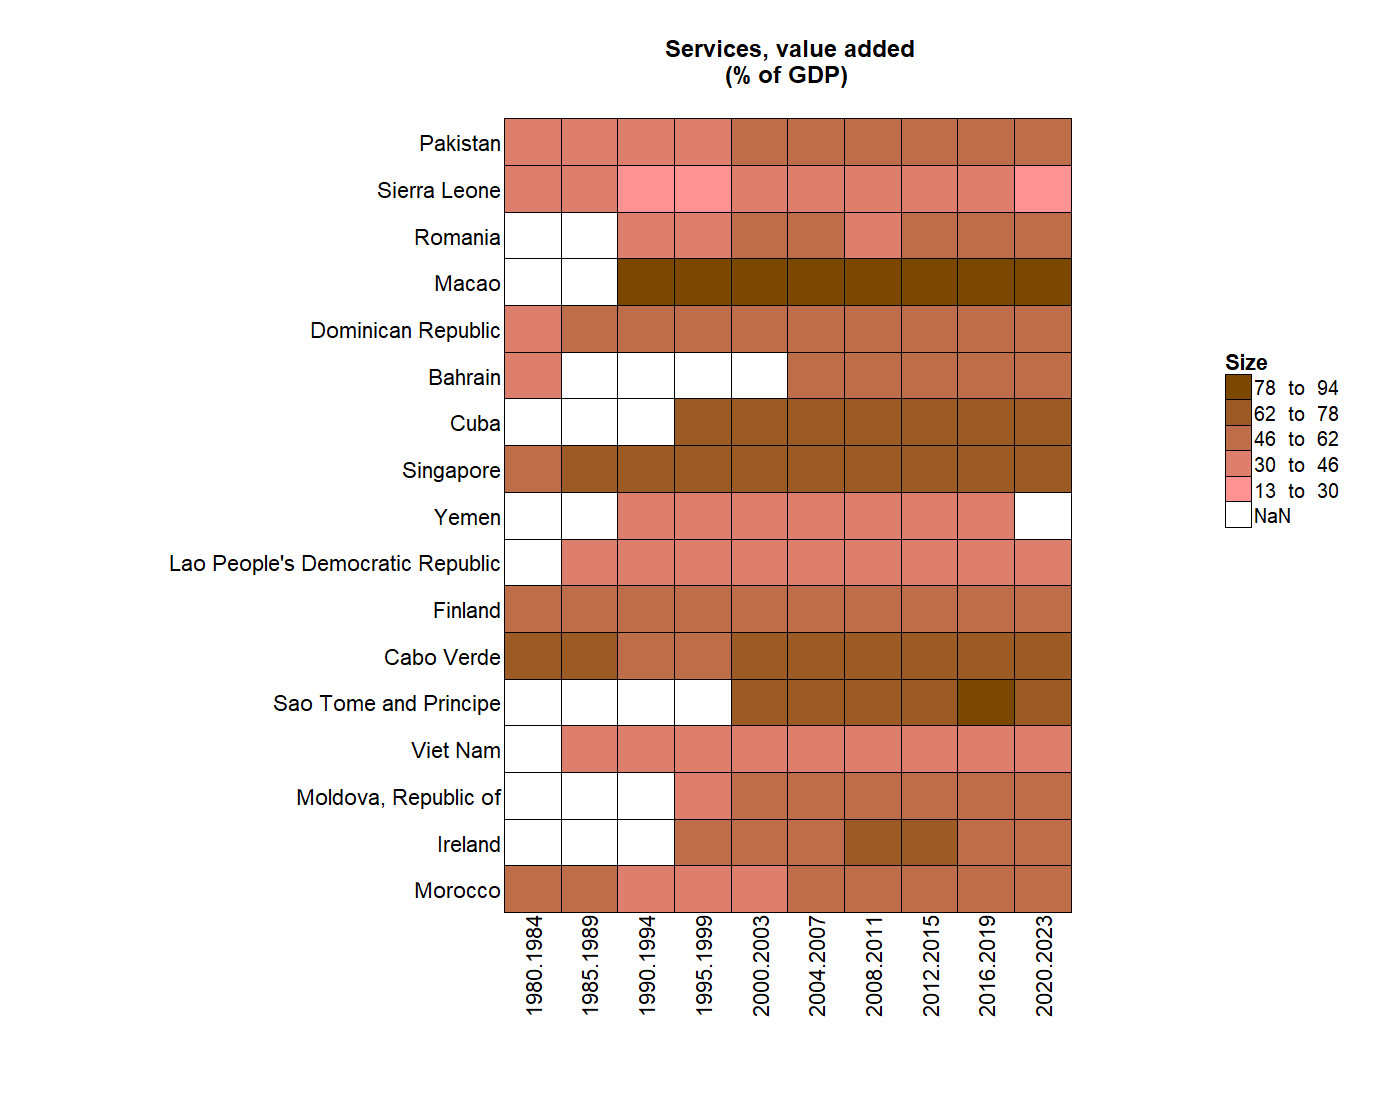 Services, value added
(% of GDP)
Pakistan
Sierra Leone
Romania
Macao
Dominican Republic
Bahrain
Cuba
Singapore
Yemen
Lao People's Democratic Republic
Finland
Cabo Verde
Sao Tome and Principe
Viet Nam
Moldova, Republic of
Ireland
Morocco
1980.1984
1985.1989
1990.1994
1995.1999
2000.2003
2004.2007
2008.2011
2012.2015
2016.2019
2020.2023
Size
78 to 94
62 to 78
46 to 62
30 to 46
13 to 30
NaN